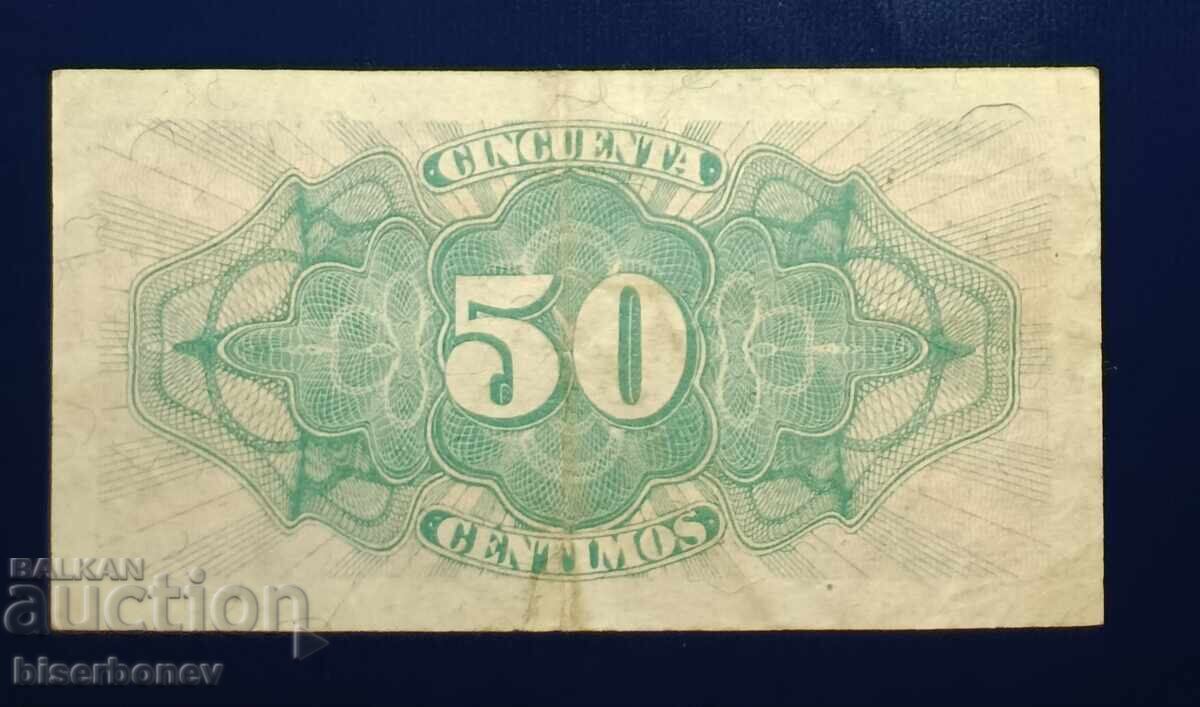 CINCUENTA
50
CENTIMOS
BALKAN
auction
biserbonev